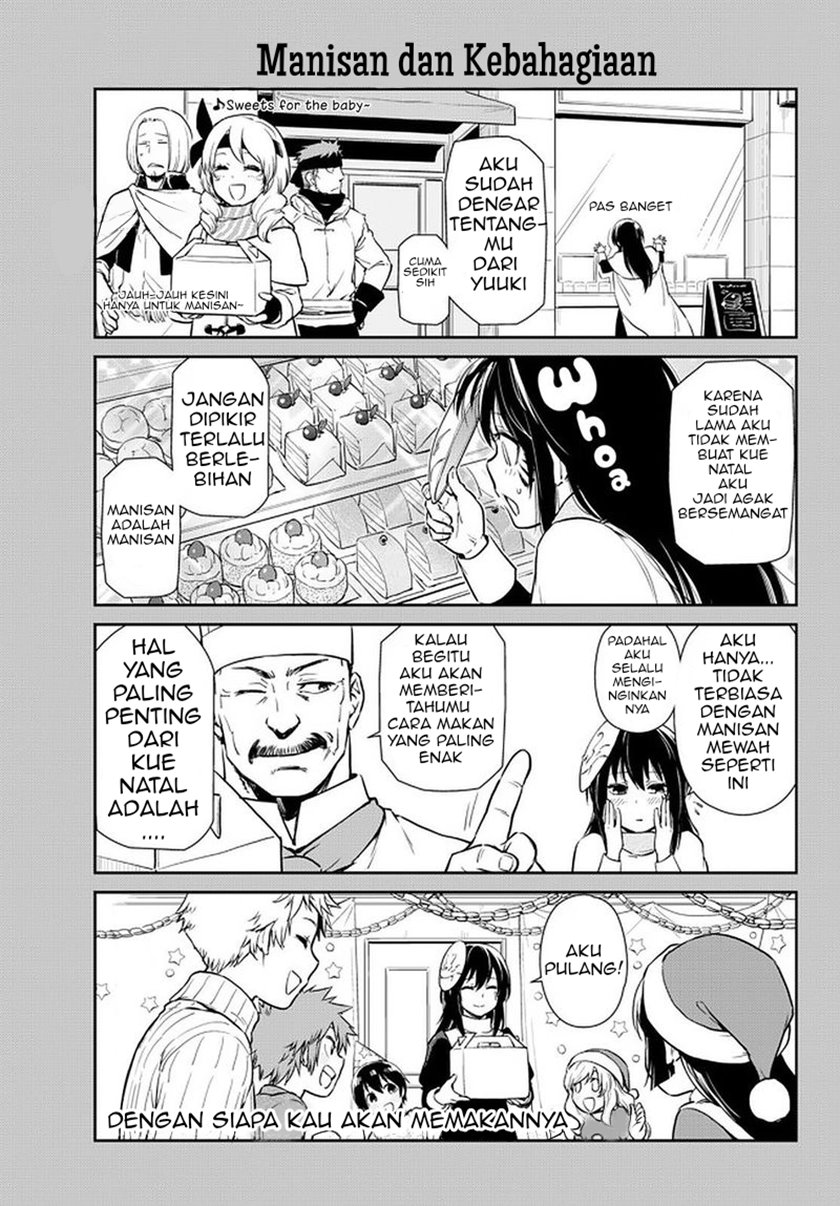 Manisan dan Kebahagiaan
PAS BANGET
AKU
SUDAH
DENGAR
TENTANG-
MU
DARI
YUUKI
CUMA
SEDIKIT
SIH
♪Sweets for the baby~
JAUH-JAUH KESINI
HANYA UNTUK MANISAN~
KARENA
SUDAH
LAMA AKU
TIDAK MEM-
BUAT KUE
NATAL
AKU
JADI AGAK
BERSEMANGAT
Whoa
JANGAN
DIPIKIR
TERLALU
BERLE-
BIHAN
MANISAN
ADALAH
MANISAN
AKU
HANYA...
TIDAK
TERBIASA
DENGAN
MANISAN
MEWAH
SEPERTI
INI
PADAHAL
AKU
SELALU
MENGI-
NGINKAN
NYA
KALAU
BEGITU
AKU AKAN
MEMBERI-
TAHUMU
CARA MAKAN
YANG PALING
ENAK
HAL
YANG
PALING
PENTING
DARI
KUE
NATAL
ADALAH
....
AKU
PULANG!
DENGAN SIAPA KAU AKAN MEMAKANNYA